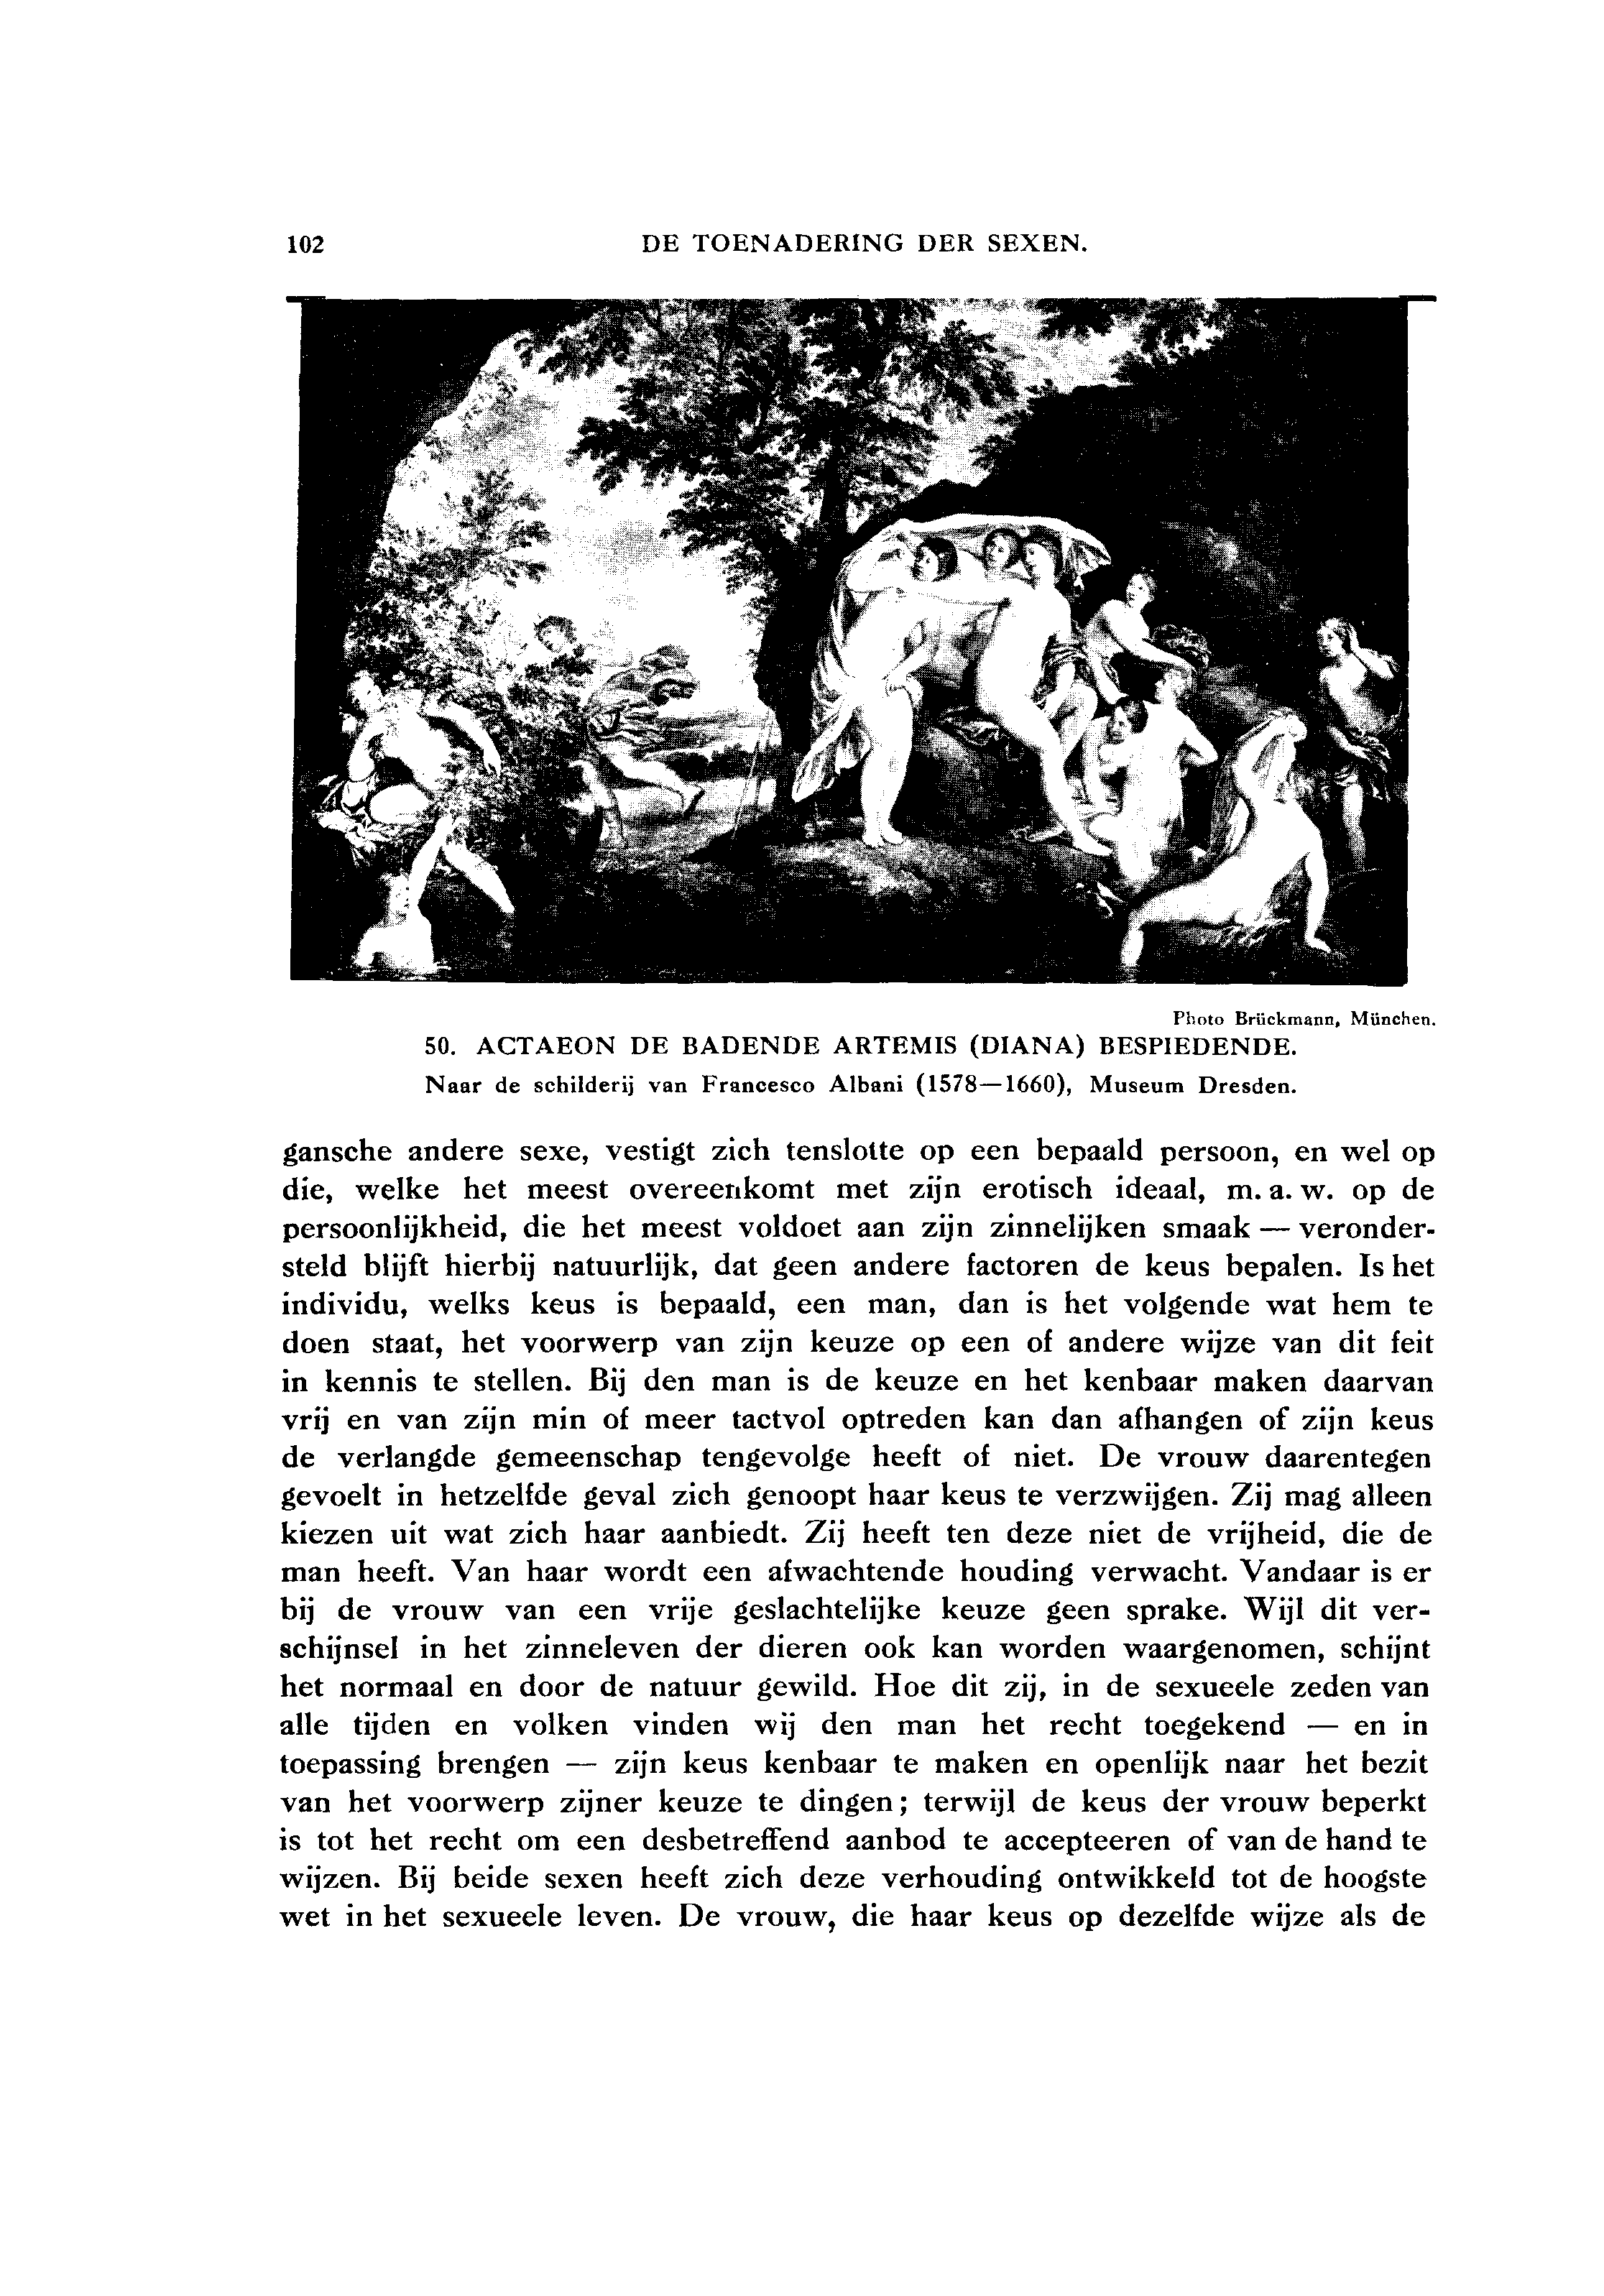 102 DE TOENADERING DER SEXEN.
Photo Brückmann, München.
50. ACTAEON DE BADENDE ARTEMIS (DIANA) BESPIEDENDE.
Naar de schilderij van Francesco Albani (1578—1660), Museum Dresden.
gansche andere sexe, vestigt zich tenslotte op een bepaald persoon, en wel op
die, welke het meest overeenkomt met zijn erotisch ideaal, m. a. w. op de
persoonlijkheid, die het meest voldoet aan zijn zinnelijken smaak — veronder-
steld blijft hierbij natuurlijk, dat geen andere factoren de keus bepalen. Is het
individu, welks keus is bepaald, een man, dan is het volgende wat hem te
doen staat, het voorwerp van zijn keuze op een of andere wijze van dit feit
in kennis te stellen. Bij den man is de keuze en het kenbaar maken daarvan
vrij en van zijn min of meer tactvol optreden kan dan afhangen of zijn keus
de verlangde gemeenschap tengevolge heeft of niet. De vrouw daarentegen
gevoelt in hetzelfde geval zich genoopt haar keus te verzwijgen. Zij mag alleen
kiezen uit wat zich haar aanbiedt. Zij heeft ten deze niet de vrijheid, die de
man heeft. Van haar wordt een afwachtende houding verwacht. Vandaar is er
bij de vrouw van een vrije geslachtelijke keuze geen sprake. Wijl dit ver-
schijnsel in het zinneleven der dieren ook kan worden waargenomen, schijnt
het normaal en door de natuur gewild. Hoe dit zij, in de sexueele zeden van
alle tijden en volken vinden wij den man het recht toegekend — en in
toepassing brengen — zijn keus kenbaar te maken en openlijk naar het bezit
van het voorwerp zijner keuze te dingen; terwijl de keus der vrouw beperkt
is tot het recht om een desbetreffend aanbod te accepteeren of van de hand te
wijzen. Bij beide sexen heeft zich deze verhouding ontwikkeld tot de hoogste
wet in het sexueele leven. De vrouw, die haar keus op dezelfde wijze als de